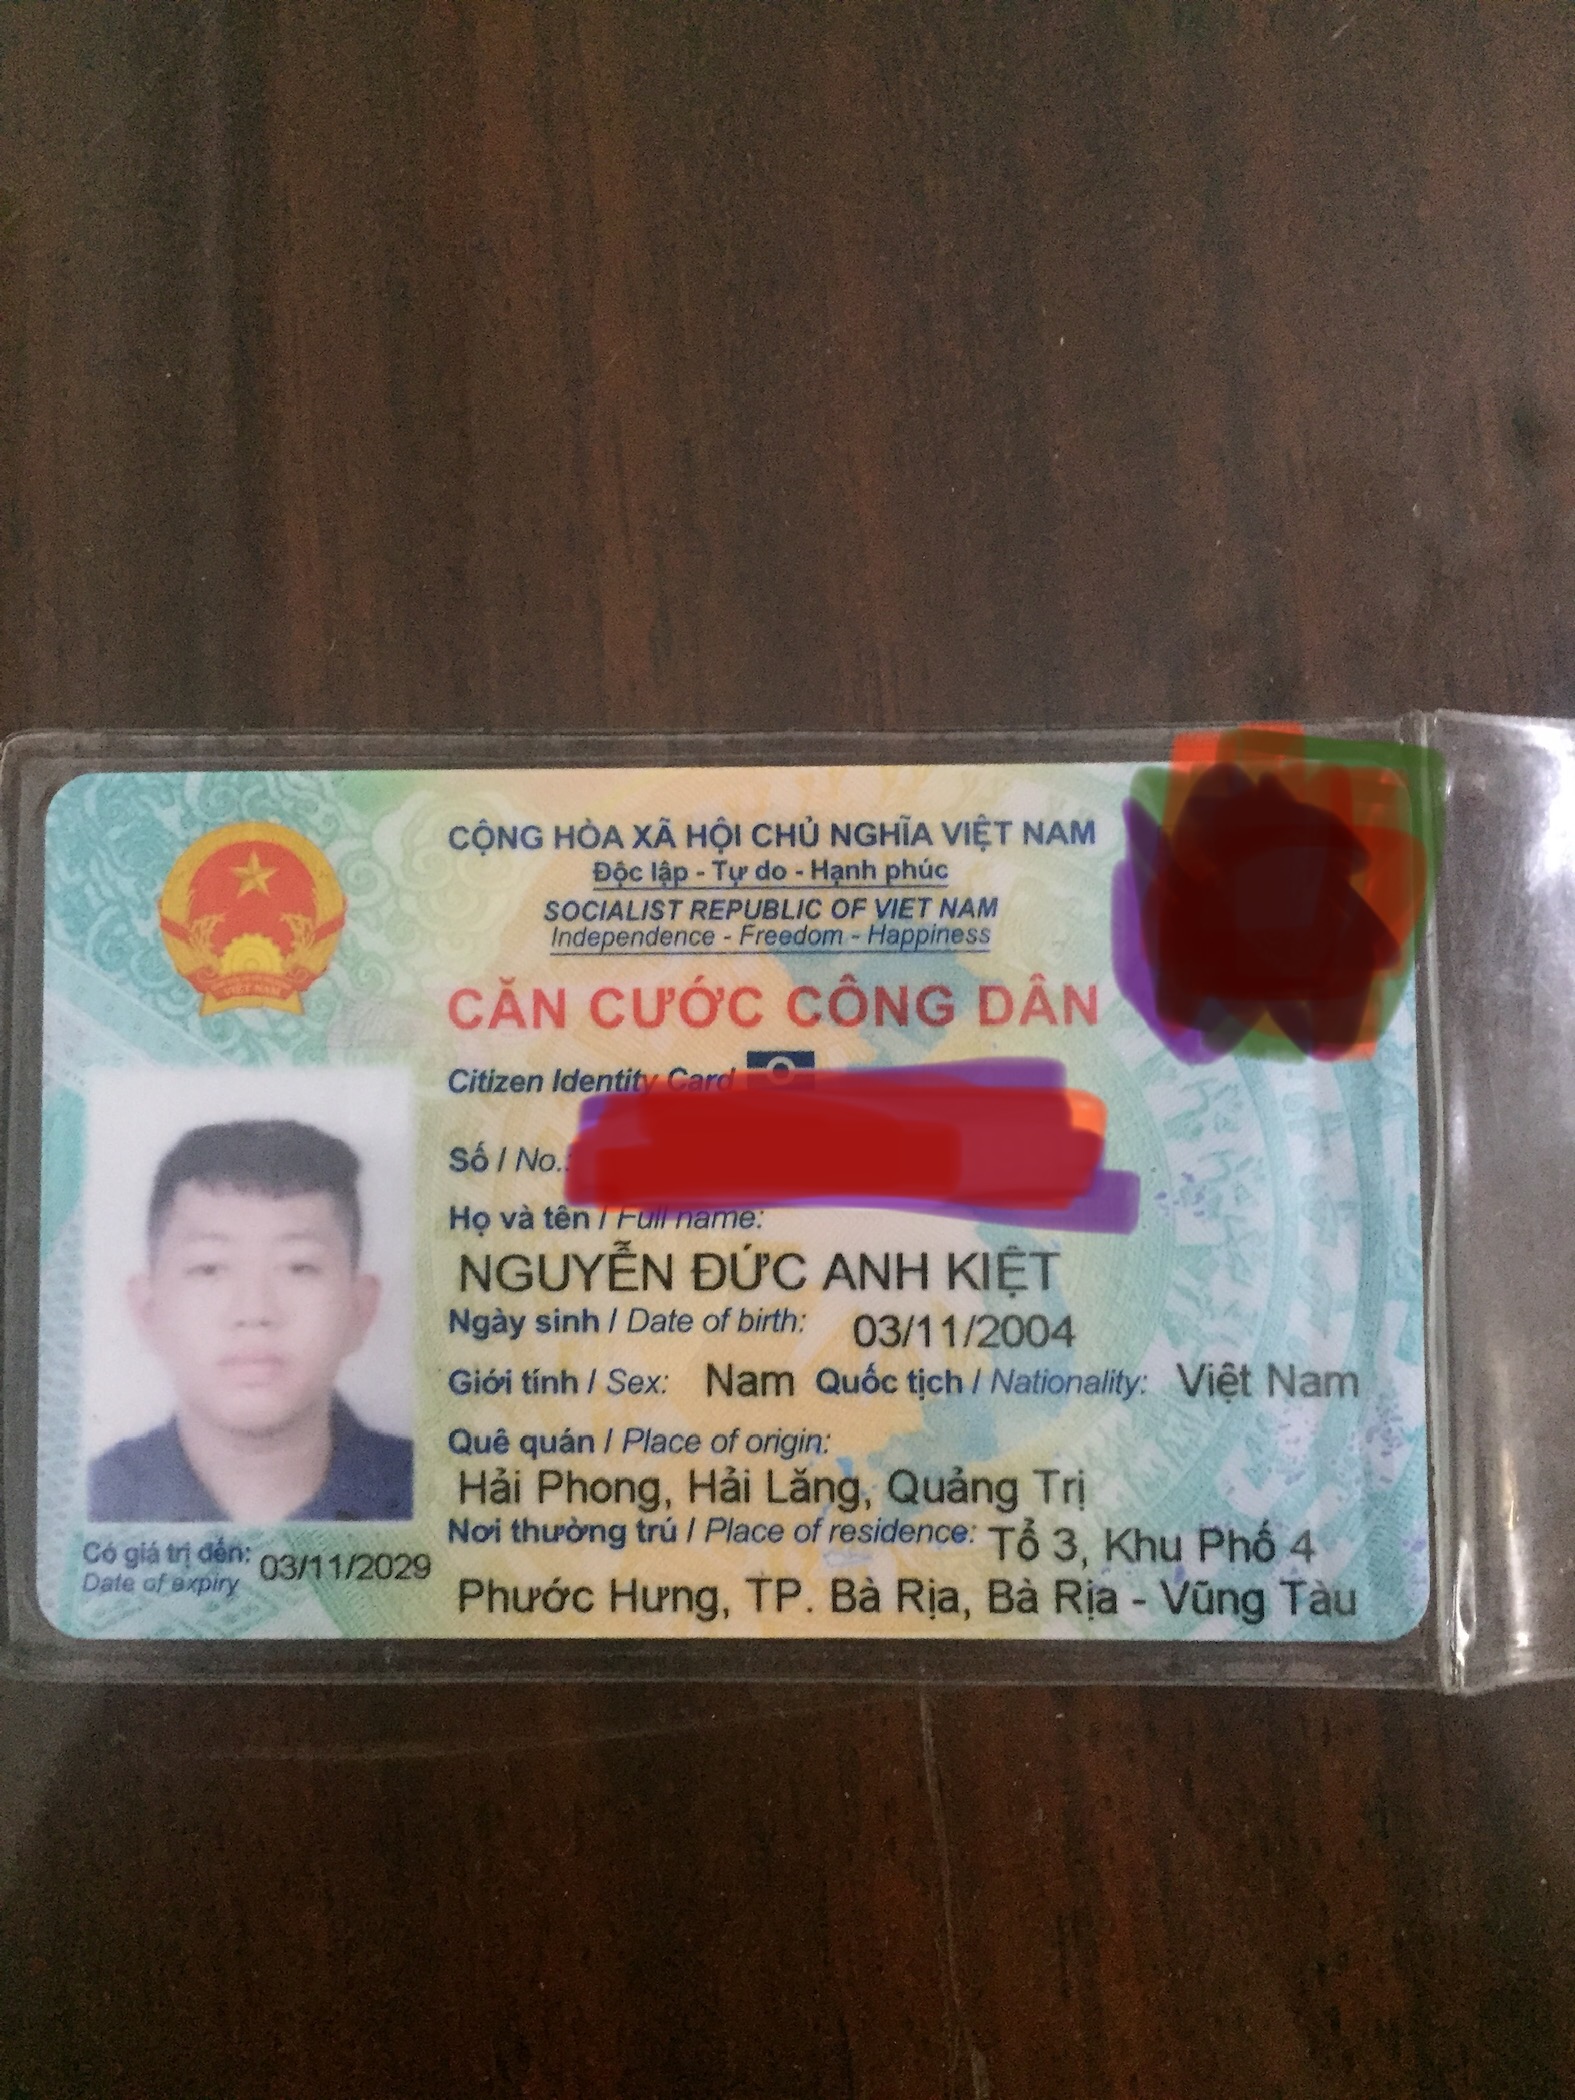 CỘNG HÒA XÃ HỘI CHỦ NGHĨA VIỆT NAM
Độc lập - Tự do - Hạnh phúc
SOCIALIST REPUBLIC OF VIET NAM
Independence - Freedom - Happiness
CĂN CƯỚC CÔNG DÂN
Citizen Identity Card
Số / No.:
Họ và tên / Full name:
NGUYỄN ĐỨC ANH KIỆT
Ngày sinh / Date of birth: 03/11/2004
Giới tính / Sex: Nam Quốc tịch / Nationality: Việt Nam
Quê quán / Place of origin:
Hải Phong, Hải Lăng, Quảng Trị
Nơi thường trú / Place of residence: Tổ 3, Khu Phố 4
Phước Hưng, TP. Bà Rịa, Bà Rịa - Vũng Tàu
Có giá trị đến: 03/11/2029
Date of expiry
VIỆT NAM